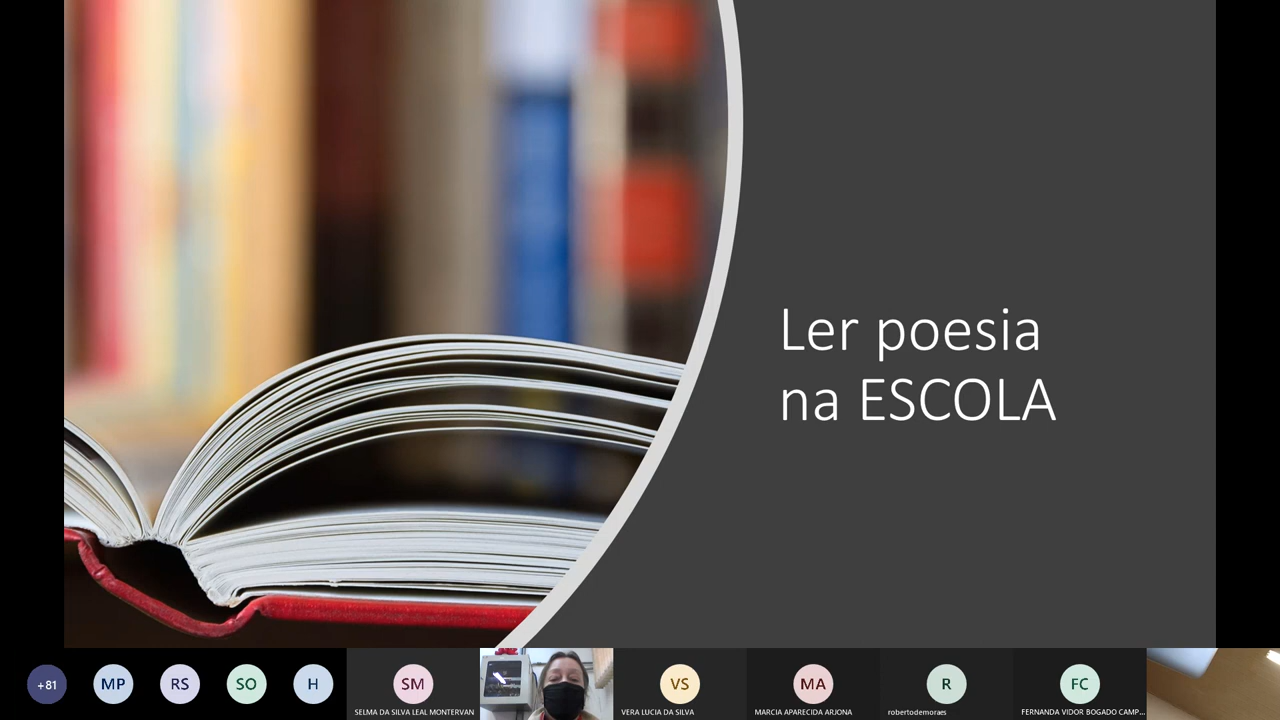 Ler poesia
na ESCOLA
+81
MP
RS
SO
H
SM
SELMA DA SILVA LEAL MONTERVAN
VS
VERA LUCIA DA SILVA
MA
MARCIA APARECIDA ARJONA
R
robertodemoraes
FC
FERNANDA VIDOR BOGADO CAMP...